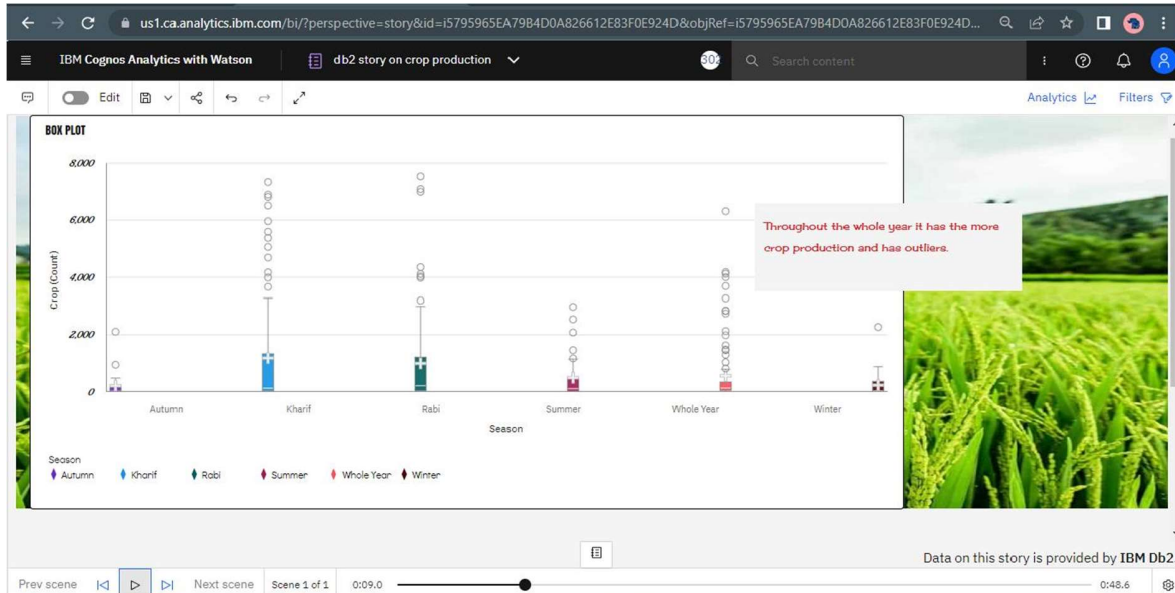 us1.ca.analytics.ibm.com/bi/?perspective=story&id=i5795965EA79B4D0A826612E83F0E924D&objRef=i5795965EA79B4D0A826612E83F0E924D...
IBM Cognos Analytics with Watson
db2 story on crop production
302
Search content
Edit
Analytics
Filters
BOX PLOT
8,000
6,000
4,000
2,000
0
Crop (Count)
Throughout the whole year it has the more
crop production and has outliers.
Autumn Kharif Rabi Summer Whole Year Winter
Season
Season
Autumn Kharif Rabi Summer Whole Year Winter
Data on this story is provided by IBM Db2
Prev scene Next scene Scene 1 of 1 0:09.0 0:48.6